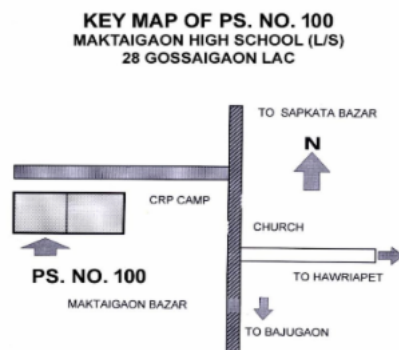 KEY MAP OF PS. NO. 100
MAKTAIGAON HIGH SCHOOL (L/S)
28 GOSSAIGAON LAC
TO SAPKATA BAZAR
N
CRP CAMP
CHURCH
PS. NO. 100
TO HAWRIAPET
MAKTAIGAON BAZAR
TO BAJUGAON